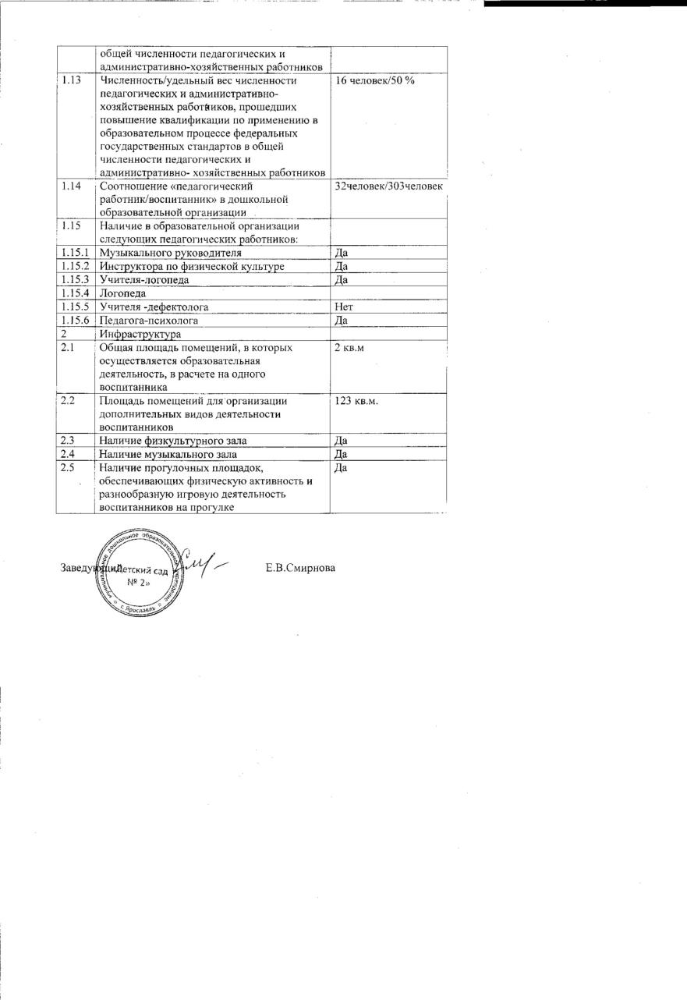 общей численности педагогических и
административно-хозяйственных работников
1.13 Численность/удельный вес численности 16 человек/50 %
педагогических и административно-
хозяйственных работников, прошедших
повышение квалификации по применению в
образовательном процессе федеральных
государственных стандартов в общей
численности педагогических и
административно- хозяйственных работников
1.14 Соотношение «педагогический 32человек/303человек
работник/воспитанник» в дошкольной
образовательной организации
1.15 Наличие в образовательной организации
следующих педагогических работников:
1.15.1 Музыкального руководителя Да
1.15.2 Инструктора по физической культуре Да
1.15.3 Учителя-логопеда Да
1.15.4 Логопеда
1.15.5 Учителя -дефектолога Нет
1.15.6 Педагога-психолога Да
2 Инфраструктура
2.1 Общая площадь помещений, в которых 2 кв.м
осуществляется образовательная
деятельность, в расчете на одного
воспитанника
2.2 Площадь помещений для организации 123 кв.м.
дополнительных видов деятельности
воспитанников
2.3 Наличие физкультурного зала Да
2.4 Наличие музыкального зала Да
2.5 Наличие прогулочных площадок, Да
обеспечивающих физическую активность и
разнообразную игровую деятельность
воспитанников на прогулке
Заведующий Е.В.Смирнова
муниципальное дошкольное образовательное учреждение
«Детский сад
№ 2»
г. Ярославль